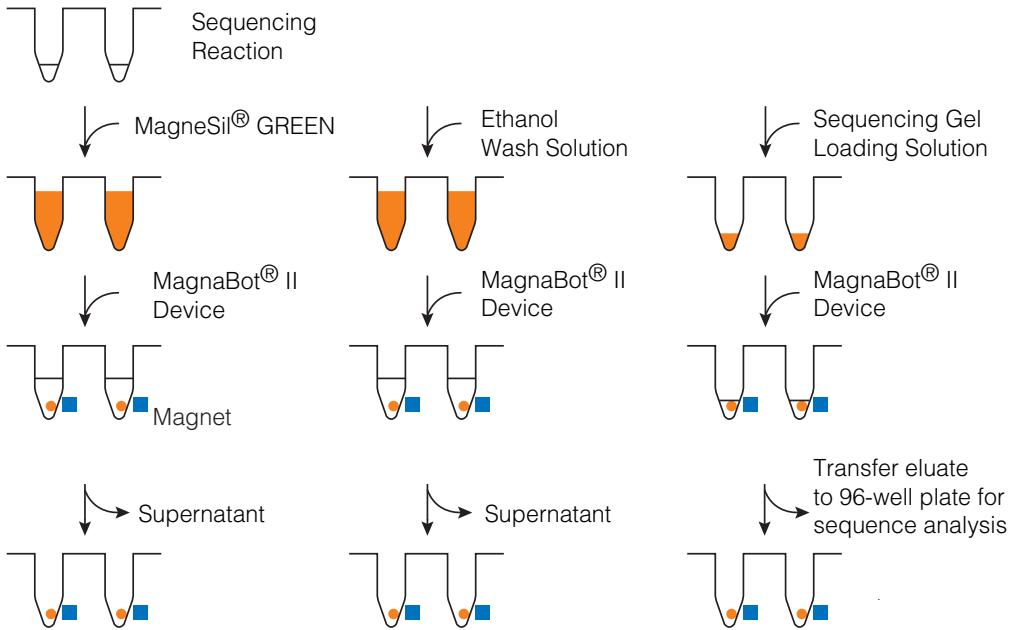 Sequencing
Reaction
MagneSil® GREEN
MagnaBot® II
Device
Magnet
Supernatant
Ethanol
Wash Solution
MagnaBot® II
Device
Supernatant
Sequencing Gel
Loading Solution
MagnaBot® II
Device
Transfer eluate
to 96-well plate for
sequence analysis